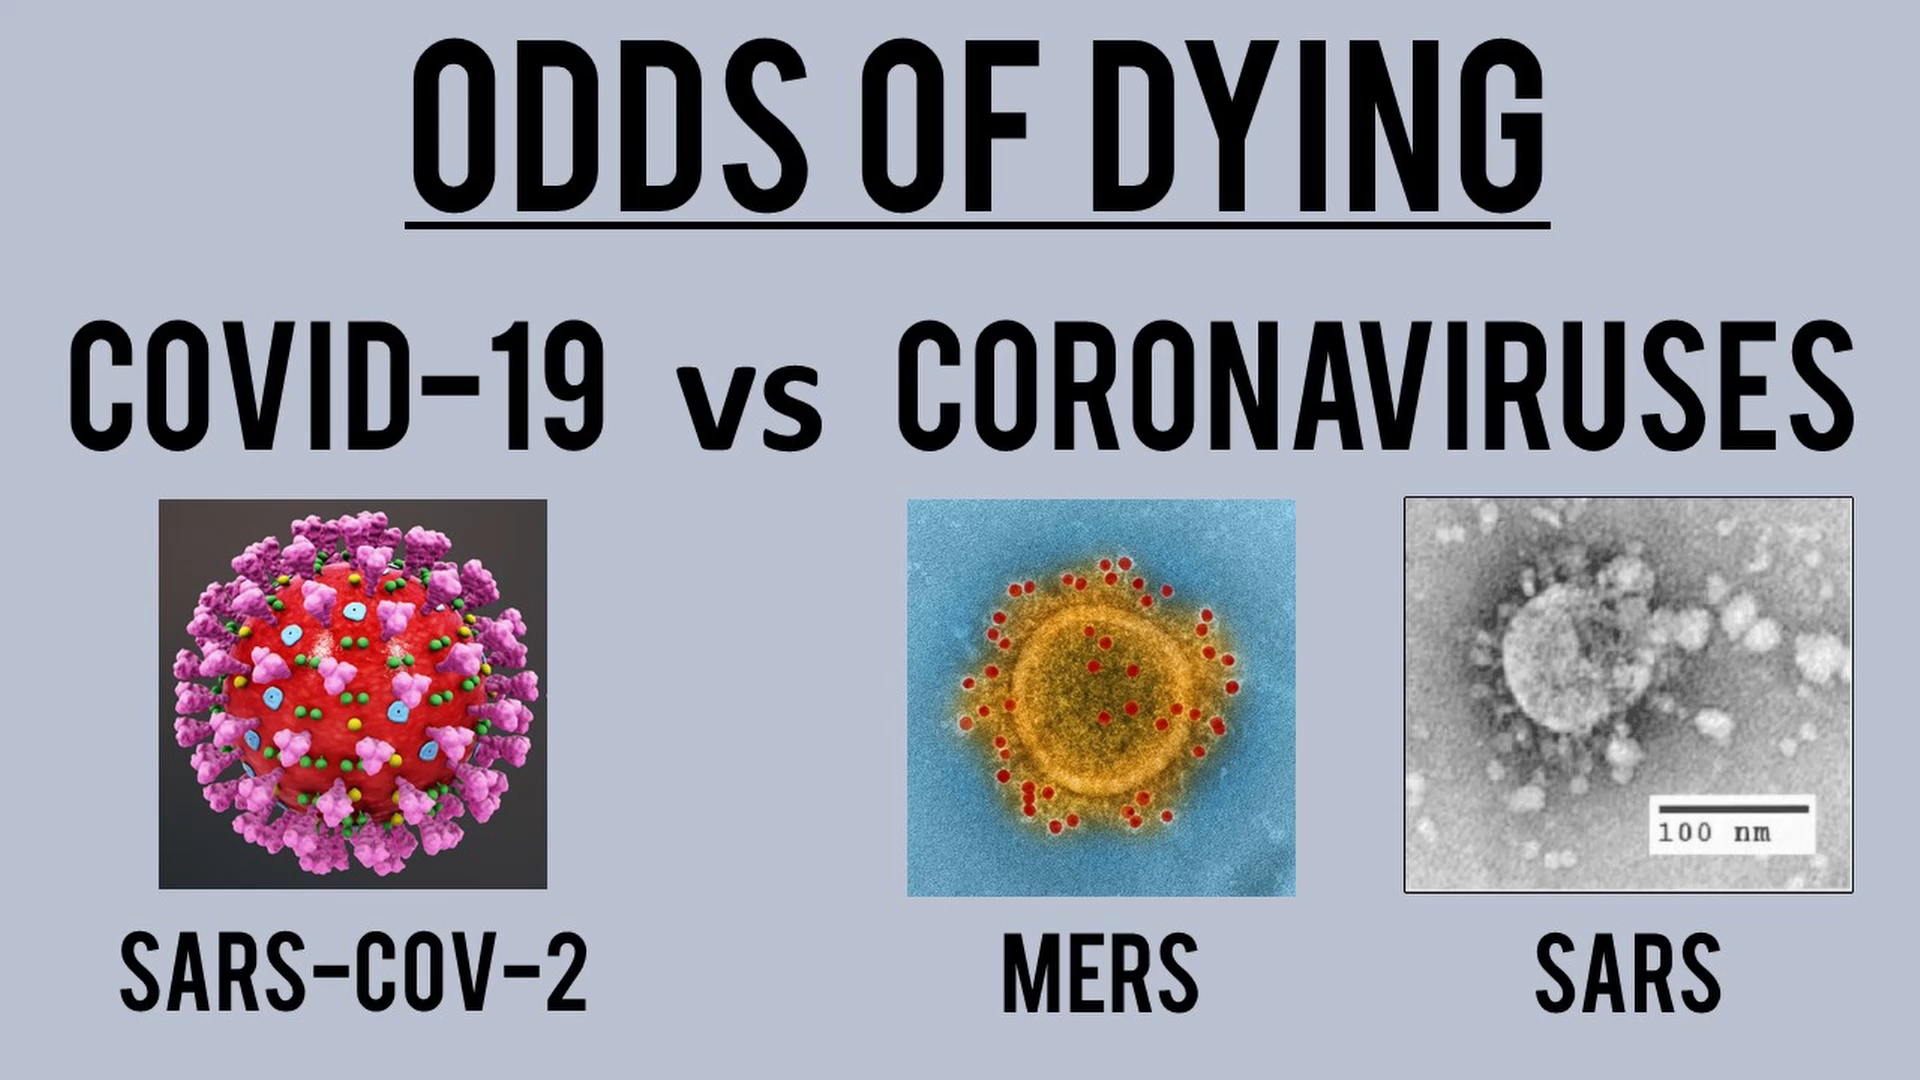 ODDS OF DYING
COVID-19 vs CORONAVIRUSES
100 nm
SARS-COV-2
MERS
SARS